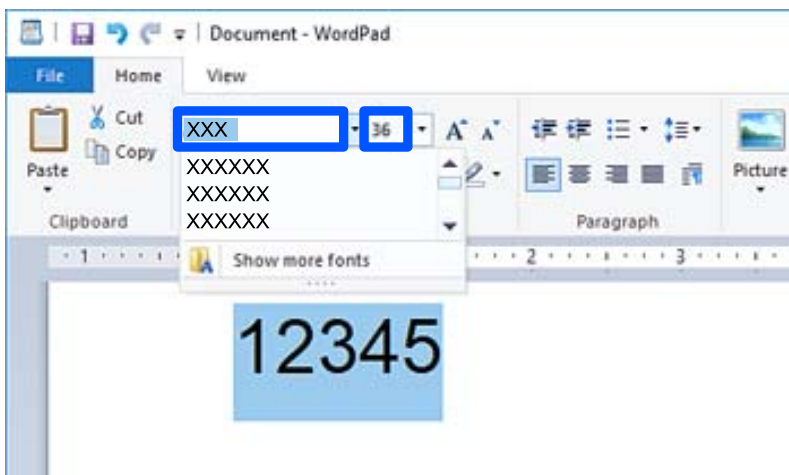 Document - WordPad
File Home View
Cut
XXX 36 A A
Copy
XXXXXX
Paste
XXXXXX
Picture
XXXXXX
Clipboard Paragraph
1 2 3
Show more fonts
12345